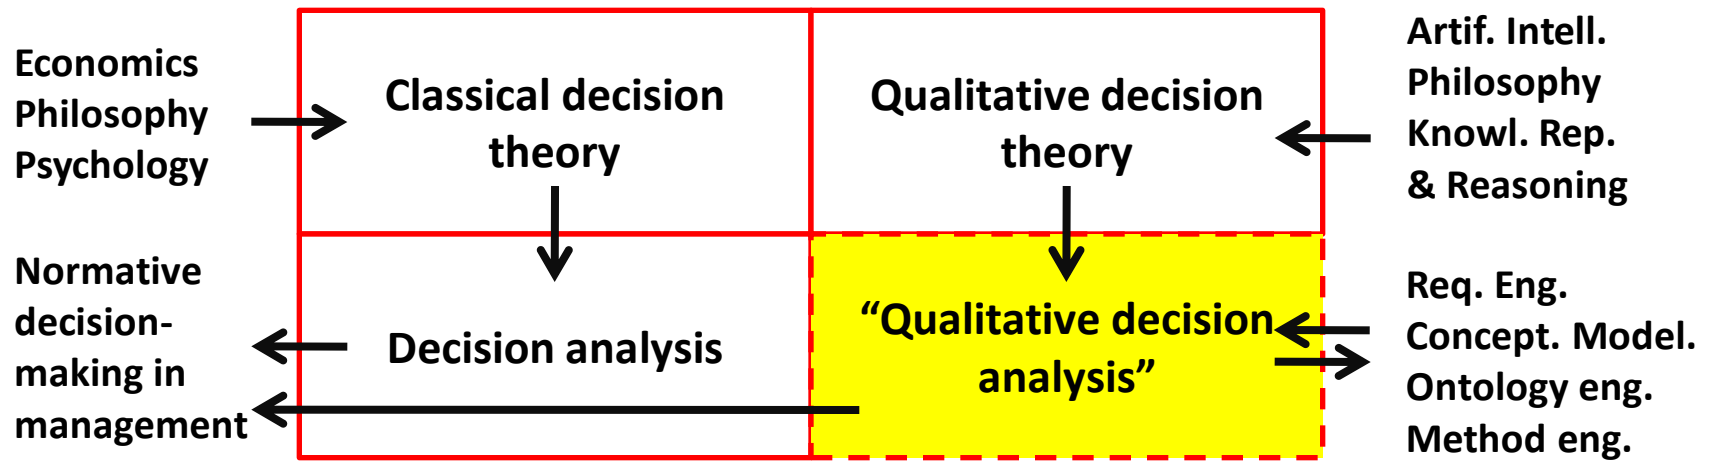 Economics
Philosophy
Psychology
Classical decision
theory
Qualitative decision
theory
Artif. Intell.
Philosophy
Knowl. Rep.
& Reasoning
Normative
decision-
making in
management
Decision analysis
“Qualitative decision
analysis”
Req. Eng.
Concept. Model.
Ontology eng.
Method eng.